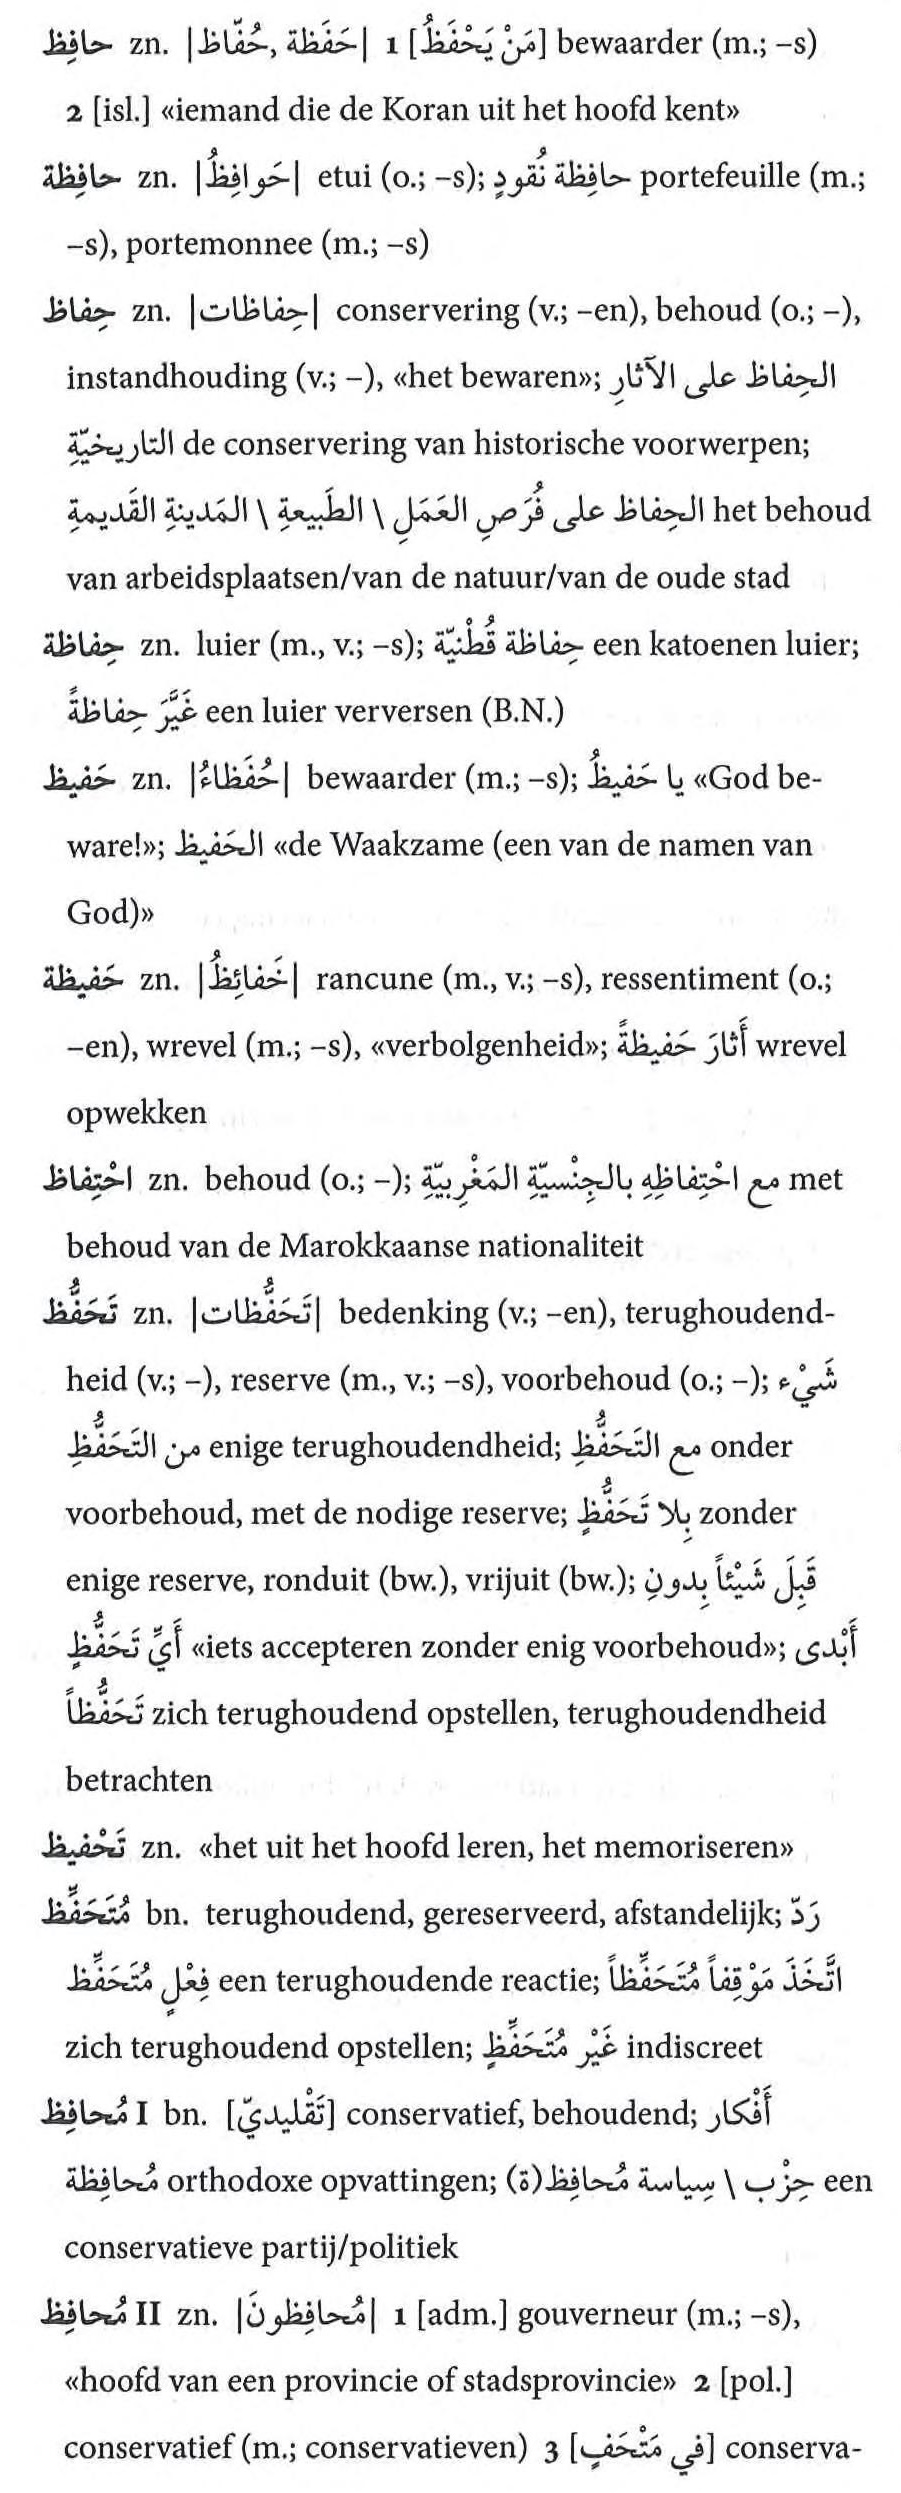 حافِظ zn. |حَفَظة, حُفّاظ| 1 [مَنْ يَحْفَظُ] bewaarder (m.; –s)
2 [isl.] «iemand die de Koran uit het hoofd kent»
حافِظة zn. |حَوافِظُ| etui (o.; –s); حافِظة نُقودٍ portefeuille (m.;
–s), portemonnee (m.; –s)
حِفاظ zn. |حِفاظات| conservering (v.; –en), behoud (o.; –),
instandhouding (v.; –), «het bewaren»; الحِفاظ على الآثارِ
التاريخيّةِ de conservering van historische voorwerpen;
الحِفاظ على فُرَصِ العَمَلِ \ الطَبيعةِ \ المَدينةِ القَديمةِ het behoud
van arbeidsplaatsen/van de natuur/van de oude stad
حِفاظة zn. luier (m., v.; –s); حِفاظة قُطْنيّة een katoenen luier;
غَيَّرَ حِفاظةً een luier verversen (B.N.)
حَفيظ zn. |حُفَظاءُ| bewaarder (m.; –s); يا حَفيظُ «God be-
ware!»; الحَفيظ «de Waakzame (een van de namen van
God)»
حَفيظة zn. |حَفائِظُ| rancune (m., v.; –s), ressentiment (o.;
–en), wrevel (m.; –s), «verbolgenheid»; أَثارَ حَفيظةً wrevel
opwekken
احْتِفاظ zn. behoud (o.; –); مع احْتِفاظِهِ بالجِنْسيّةِ المَغْرِبيّةِ met
behoud van de Marokkaanse nationaliteit
تَحَفُّظ zn. |تَحَفُّظات| bedenking (v.; –en), terughoudend-
heid (v.; –), reserve (m., v.; –s), voorbehoud (o.; –); شَيْء
من التَحَفُّظِ enige terughoudendheid; مع التَحَفُّظِ onder
voorbehoud, met de nodige reserve; بِلا تَحَفُّظٍ zonder
enige reserve, ronduit (bw.), vrijuit (bw.); قَبِلَ شَيْئاً بِدونِ
أَيِّ تَحَفُّظٍ «iets accepteren zonder enig voorbehoud»; أَبْدى
تَحَفُّظاً zich terughoudend opstellen, terughoudendheid
betrachten
تَحْفيظ zn. «het uit het hoofd leren, het memoriseren»
مُتَحَفِّظ bn. terughoudend, gereserveerd, afstandelijk; رَدّ
فِعْلٍ مُتَحَفِّظ een terughoudende reactie; اتَّخَذَ مَوْقِفاً مُتَحَفِّظاً
zich terughoudend opstellen; غَيْر مُتَحَفِّظٍ indiscreet
مُحافِظ I bn. [تَقْليديّ] conservatief, behoudend; أَفْكار
مُحافِظة orthodoxe opvattingen; حِزْب \ سِياسة مُحافِظ(ة) een
conservatieve partij/politiek
مُحافِظ II zn. |مُحافِظونَ| 1 [adm.] gouverneur (m.; –s),
«hoofd van een provincie of stadsprovincie» 2 [pol.]
conservatief (m.; conservatieven) 3 [في مَتْحَفٍ] conserva-